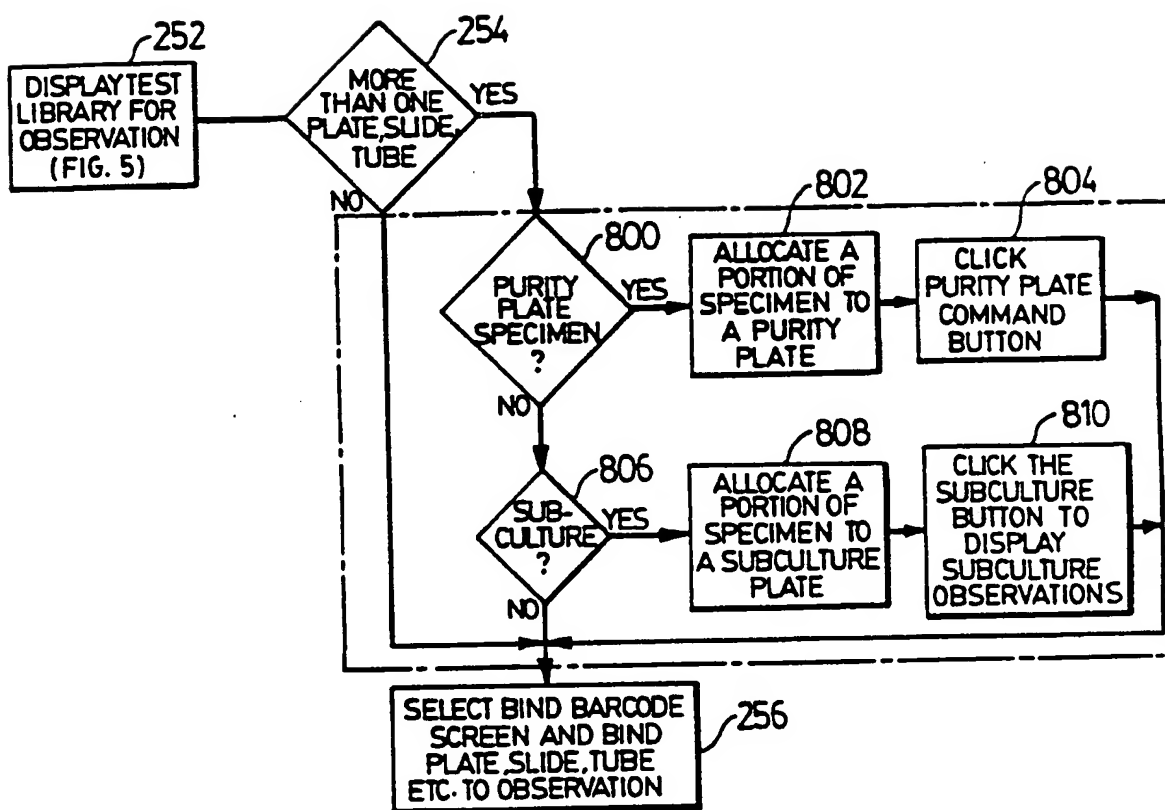 252
DISPLAY TEST
LIBRARY FOR
OBSERVATION
(FIG. 5)
254
MORE
THAN ONE
PLATE,SLIDE,
TUBE
YES
NO
800
PURITY
PLATE
SPECIMEN
?
YES
NO
802
ALLOCATE A
PORTION OF
SPECIMEN TO
A PURITY
PLATE
804
CLICK
PURITY PLATE
COMMAND
BUTTON
806
SUB-
CULTURE
?
YES
NO
808
ALLOCATE A
PORTION OF
SPECIMEN TO
A SUBCULTURE
PLATE
810
CLICK THE
SUBCULTURE
BUTTON TO
DISPLAY
SUBCULTURE
OBSERVATIONS
SELECT BIND BARCODE
SCREEN AND BIND
PLATE,SLIDE,TUBE
ETC. TO OBSERVATION
256